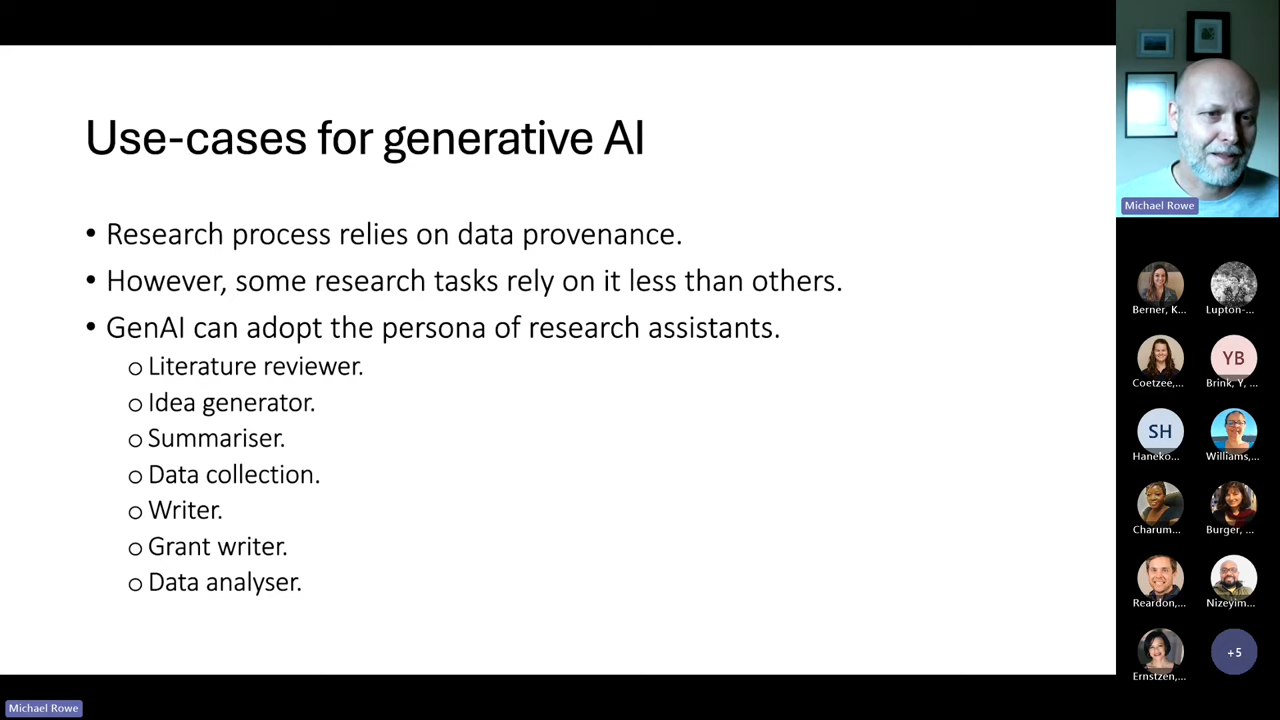 Use-cases for generative AI
• Research process relies on data provenance.
• However, some research tasks rely on it less than others.
• GenAI can adopt the persona of research assistants.
o Literature reviewer.
o Idea generator.
o Summariser.
o Data collection.
o Writer.
o Grant writer.
o Data analyser.
Michael Rowe
Berner, K...
Lupton-...
Coetzee,...
YB
Brink, Y, ...
SH
Haneko...
Williams,...
Charum...
Burger, ...
Reardon,...
Nizeyim...
Ernstzen,...
+5
Michael Rowe